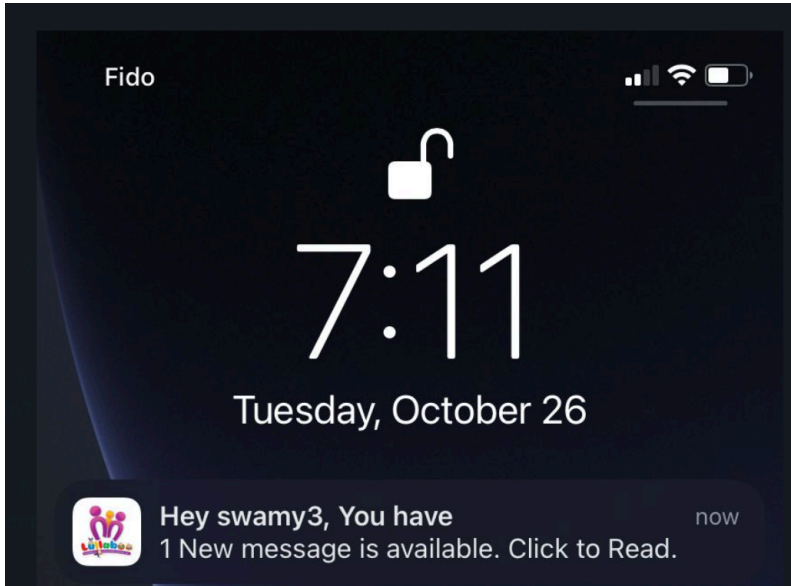 Fido
7:11
Tuesday, October 26
Lullaboo
Hey swamy3, You have
now
1 New message is available. Click to Read.